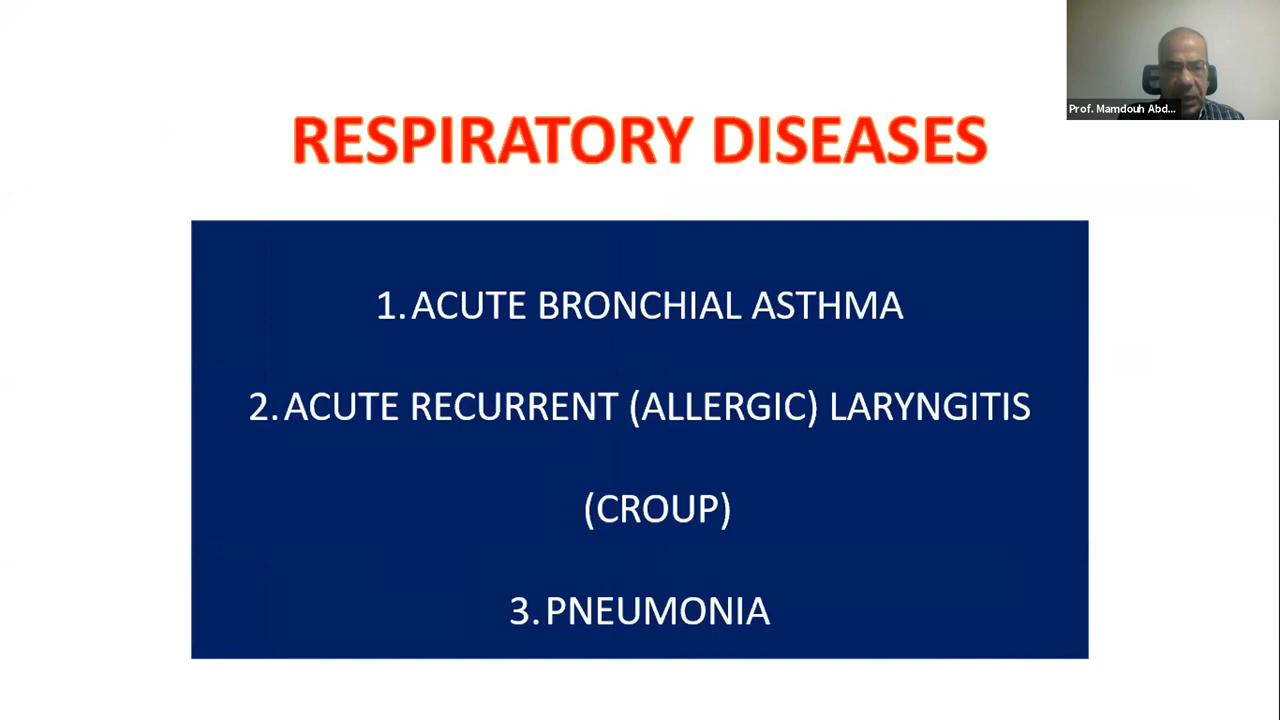 Prof. Mamdouh Abd...
RESPIRATORY DISEASES
1. ACUTE BRONCHIAL ASTHMA
2. ACUTE RECURRENT (ALLERGIC) LARYNGITIS
(CROUP)
3. PNEUMONIA